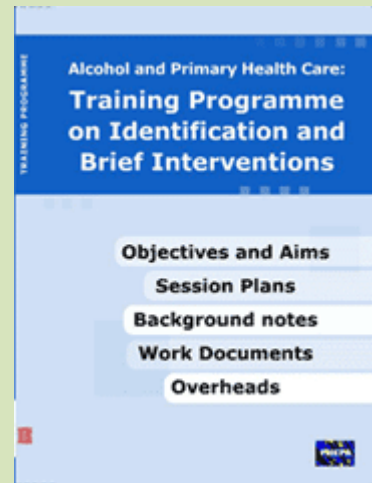 TRAINING PROGRAMME
Alcohol and Primary Health Care:
Training Programme
on Identification and
Brief Interventions
Objectives and Aims
Session Plans
Background notes
Work Documents
Overheads
PHEPA